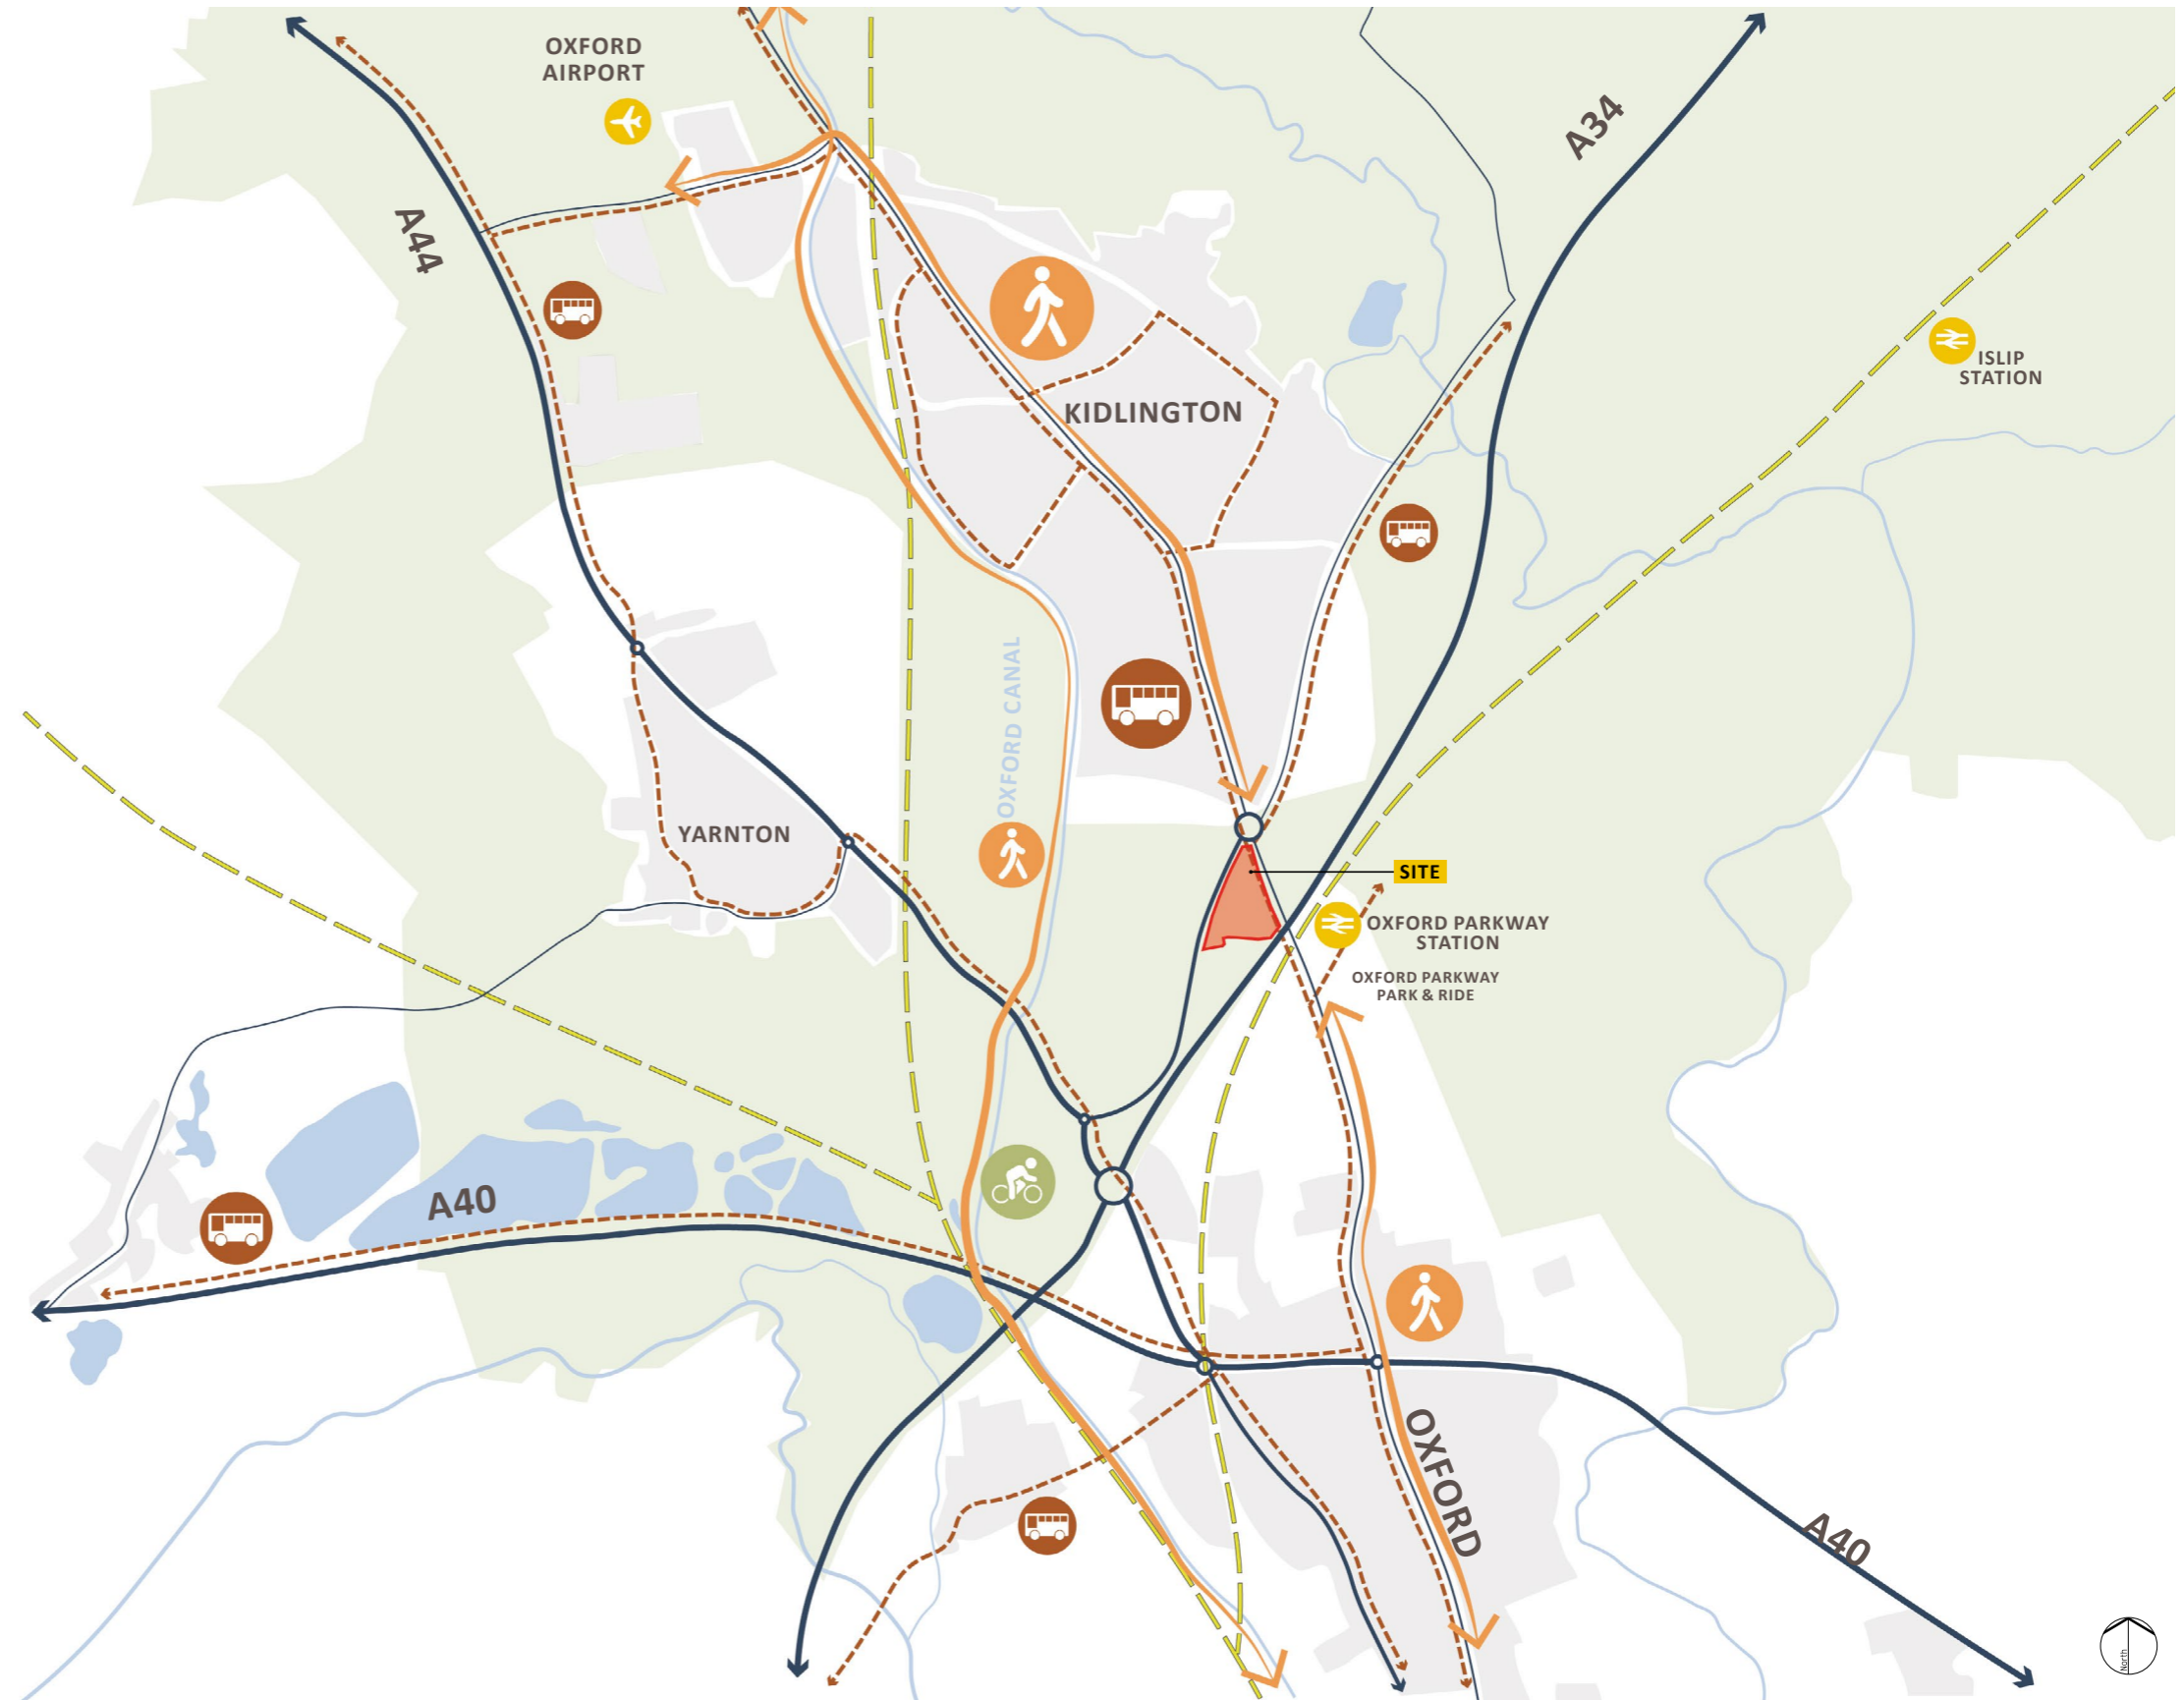 OXFORD
AIRPORT
A34
A44
ISLIP
STATION
KIDLINGTON
OXFORD CANAL
YARNTON
SITE
OXFORD PARKWAY
STATION
OXFORD PARKWAY
PARK & RIDE
A40
OXFORD
A40
North